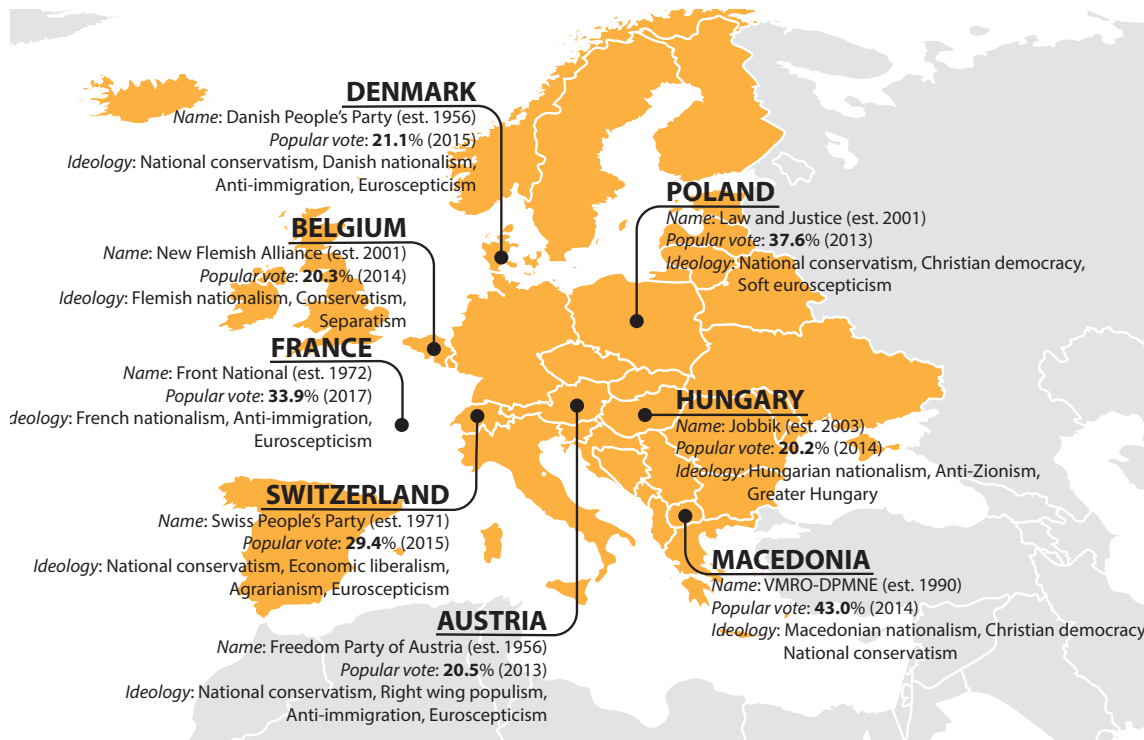 DENMARK
Name: Danish People's Party (est. 1956)
Popular vote: 21.1% (2015)
Ideology: National conservatism, Danish nationalism,
Anti-immigration, Euroscepticism
POLAND
Name: Law and Justice (est. 2001)
Popular vote: 37.6% (2013)
Ideology: National conservatism, Christian democracy,
Soft euroscepticism
BELGIUM
Name: New Flemish Alliance (est. 2001)
Popular vote: 20.3% (2014)
Ideology: Flemish nationalism, Conservatism,
Separatism
FRANCE
Name: Front National (est. 1972)
Popular vote: 33.9% (2017)
deology: French nationalism, Anti-immigration,
Euroscepticism
HUNGARY
Name: Jobbik (est. 2003)
Popular vote: 20.2% (2014)
Ideology: Hungarian nationalism, Anti-Zionism,
Greater Hungary
SWITZERLAND
Name: Swiss People's Party (est. 1971)
Popular vote: 29.4% (2015)
Ideology: National conservatism, Economic liberalism,
Agrarianism, Euroscepticism
MACEDONIA
Name: VMRO-DPMNE (est. 1990)
Popular vote: 43.0% (2014)
Ideology: Macedonian nationalism, Christian democracy
National conservatism
AUSTRIA
Name: Freedom Party of Austria (est. 1956)
Popular vote: 20.5% (2013)
Ideology: National conservatism, Right wing populism,
Anti-immigration, Euroscepticism